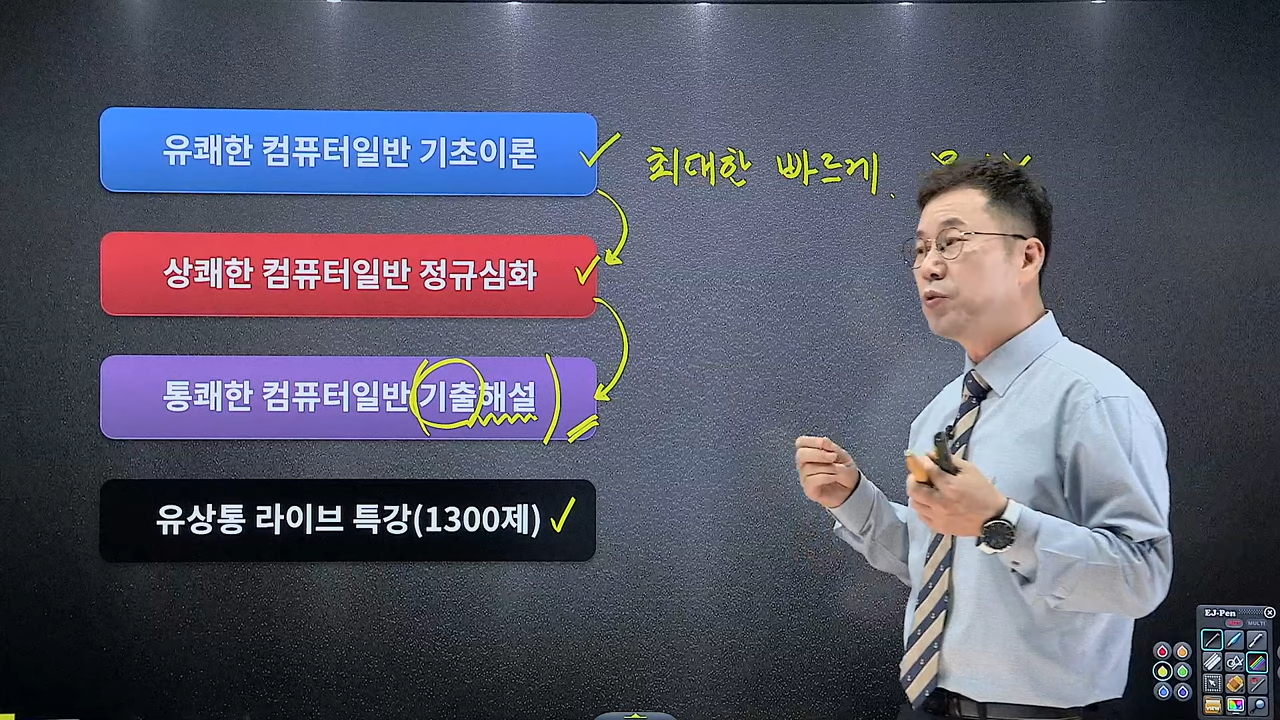 유쾌한 컴퓨터일반 기초이론
최대한 빠르게.
상쾌한 컴퓨터일반 정규심화
통쾌한 컴퓨터일반 기출해설
유상통 라이브 특강(1300제)
EJ-Pen
MULTI
VIEW